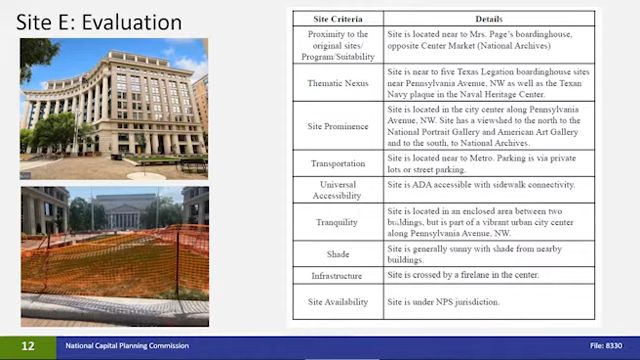 Site E: Evaluation
Site Criteria
Details
Proximity to the
original sites/
Program/Suitability
Site is located near to Mrs. Page's boardinghouse,
opposite Center Market (National Archives)
Thematic Nexus
Site is near to five Texas Legation boardinghouse sites
near Pennsylvania Avenue, NW as well as the Texan
Navy plaque in the Naval Heritage Center.
Site Prominence
Site is located in the city center along Pennsylvania
Avenue, NW. Site has a viewshed to the north to the
National Portrait Gallery and American Art Gallery
and to the south, to National Archives.
Transportation
Site is located near to Metro. Parking is via private
lots or street parking.
Universal
Accessibility
Site is ADA accessible with sidewalk connectivity.
Tranquility
Site is located in an enclosed area between two
buildings, but is part of a vibrant urban city center
along Pennsylvania Avenue, NW.
Shade
Site is generally sunny with shade from nearby
buildings.
Infrastructure
Site is crossed by a firelane in the center.
Site Availability
Site is under NPS jurisdiction.
12
National Capital Planning Commission
File: 8330